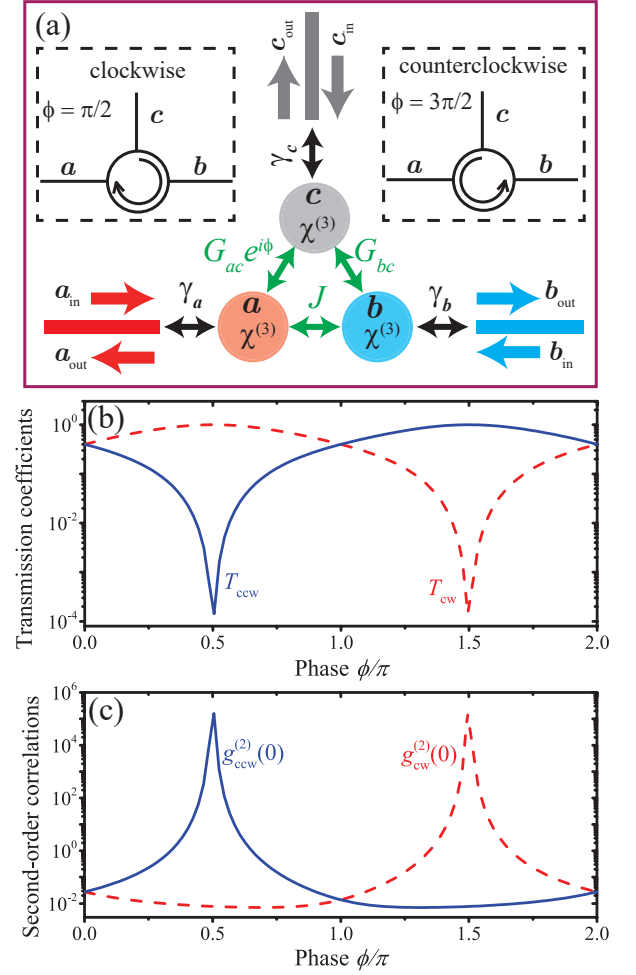 (a)
clockwise
ϕ = π/2
c
a
b
c_out
c_in
counterclockwise
ϕ = 3π/2
c
a
b
γ_c
c
χ^(3)
G_ac e^iϕ
G_bc
a_in
γ_a
a
χ^(3)
J
b
χ^(3)
γ_b
b_out
a_out
b_in
(b)
Transmission coefficients
10^0
10^-2
10^-4
T_ccw
T_cw
0.0
0.5
1.0
1.5
2.0
Phase ϕ/π
(c)
Second-order correlations
10^6
10^4
10^2
10^0
10^-2
g_ccw^(2)(0)
g_cw^(2)(0)
0.0
0.5
1.0
1.5
2.0
Phase ϕ/π